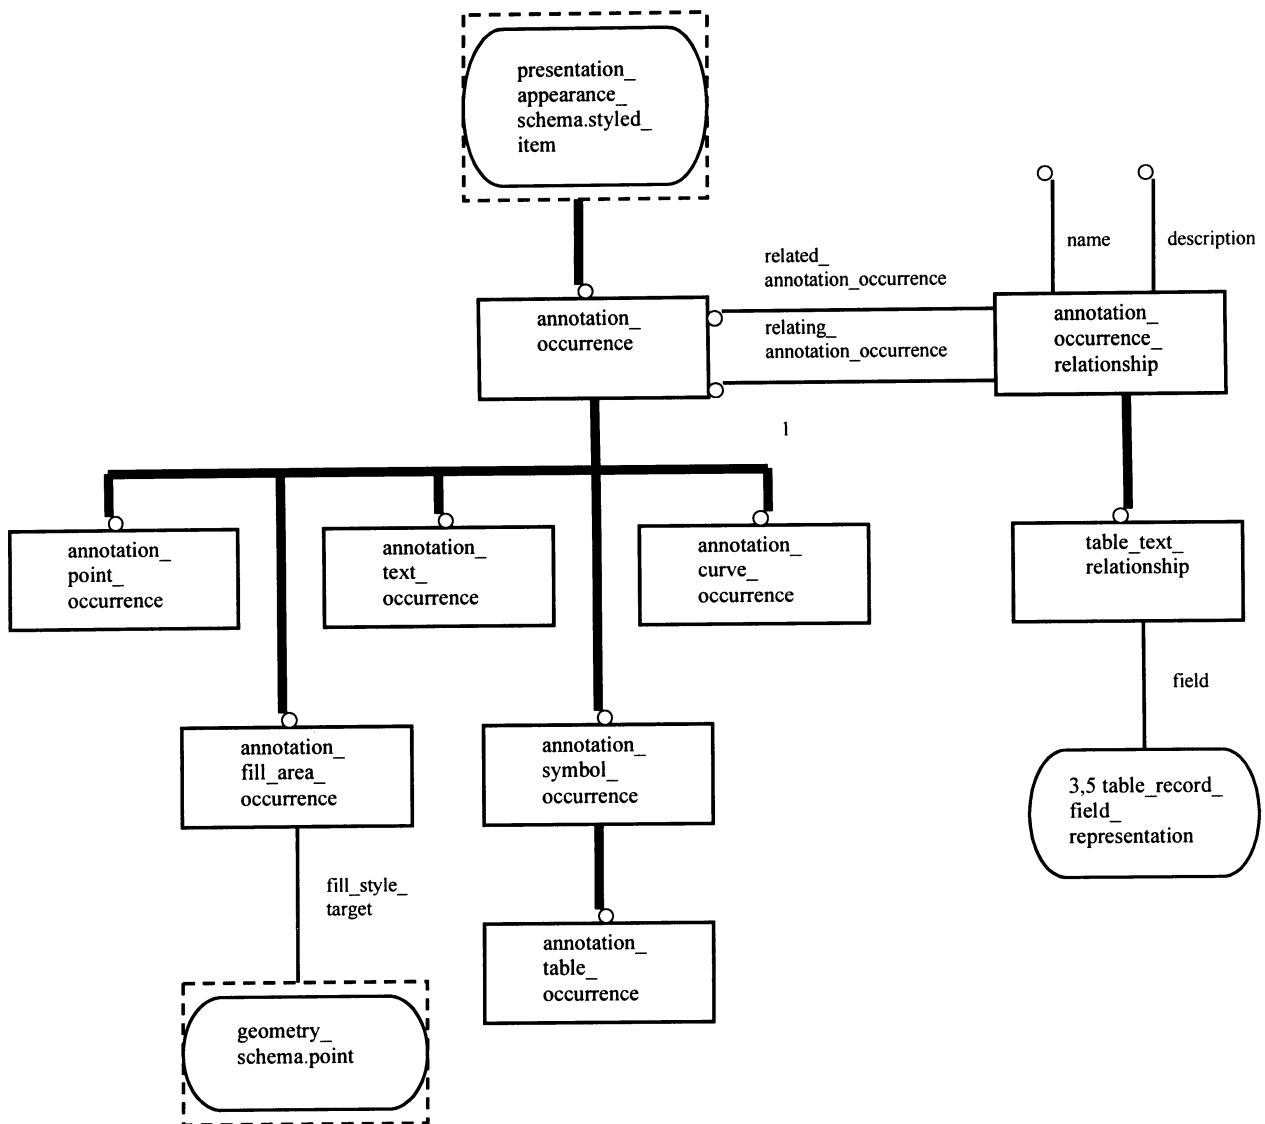 presentation_
appearance_
schema.styled_
item
name
description
related_
annotation_occurrence
relating_
annotation_occurrence
annotation_
occurrence
annotation_
occurrence_
relationship
1
annotation_
point_
occurrence
annotation_
text_
occurrence
annotation_
curve_
occurrence
table_text_
relationship
field
annotation_
fill_area_
occurrence
annotation_
symbol_
occurrence
3,5 table_record_
field_
representation
fill_style_
target
annotation_
table_
occurrence
geometry_
schema.point